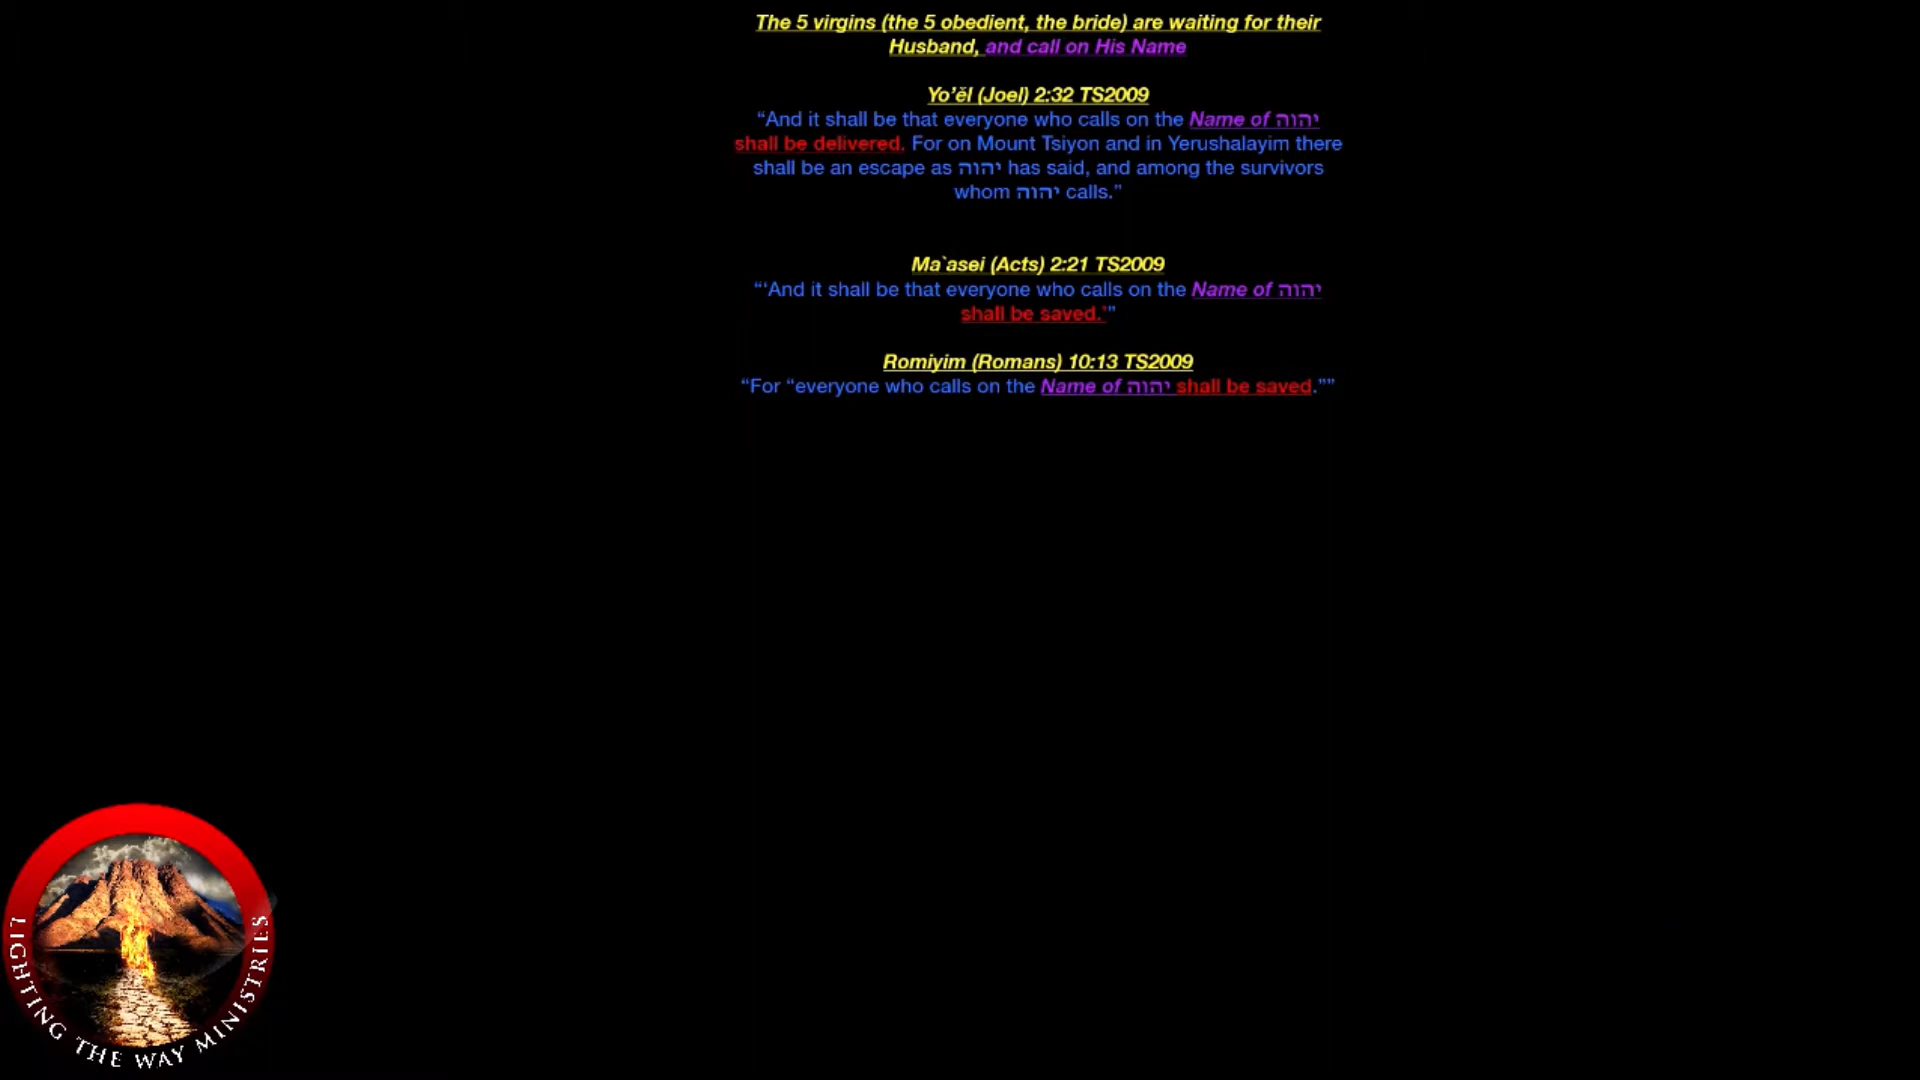 The 5 virgins (the 5 obedient, the bride) are waiting for their
Husband, and call on His Name
Yo’ĕl (Joel) 2:32 TS2009
“And it shall be that everyone who calls on the Name of יהוה
shall be delivered. For on Mount Tsiyon and in Yerushalayim there
shall be an escape as יהוה has said, and among the survivors
whom יהוה calls.”
Ma`asei (Acts) 2:21 TS2009
“‘And it shall be that everyone who calls on the Name of יהוה
shall be saved.’”
Romiyim (Romans) 10:13 TS2009
“For “everyone who calls on the Name of יהוה shall be saved.””
LIGHTING THE WAY MINISTRIES